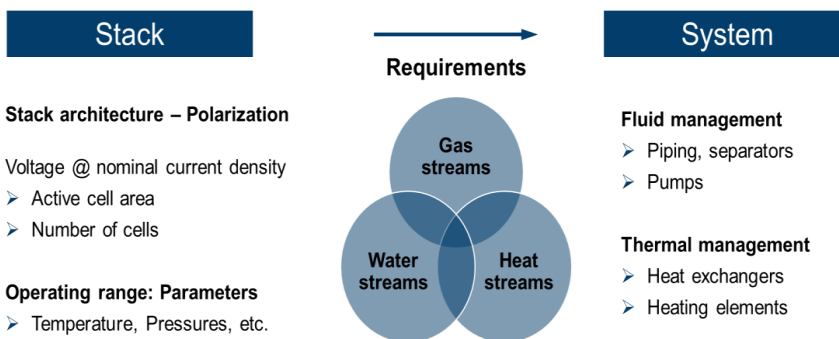 Stack
Stack architecture – Polarization
Voltage @ nominal current density
Active cell area
Number of cells
Operating range: Parameters
Temperature, Pressures, etc.
Requirements
Gas
streams
Water
streams
Heat
streams
System
Fluid management
Piping, separators
Pumps
Thermal management
Heat exchangers
Heating elements